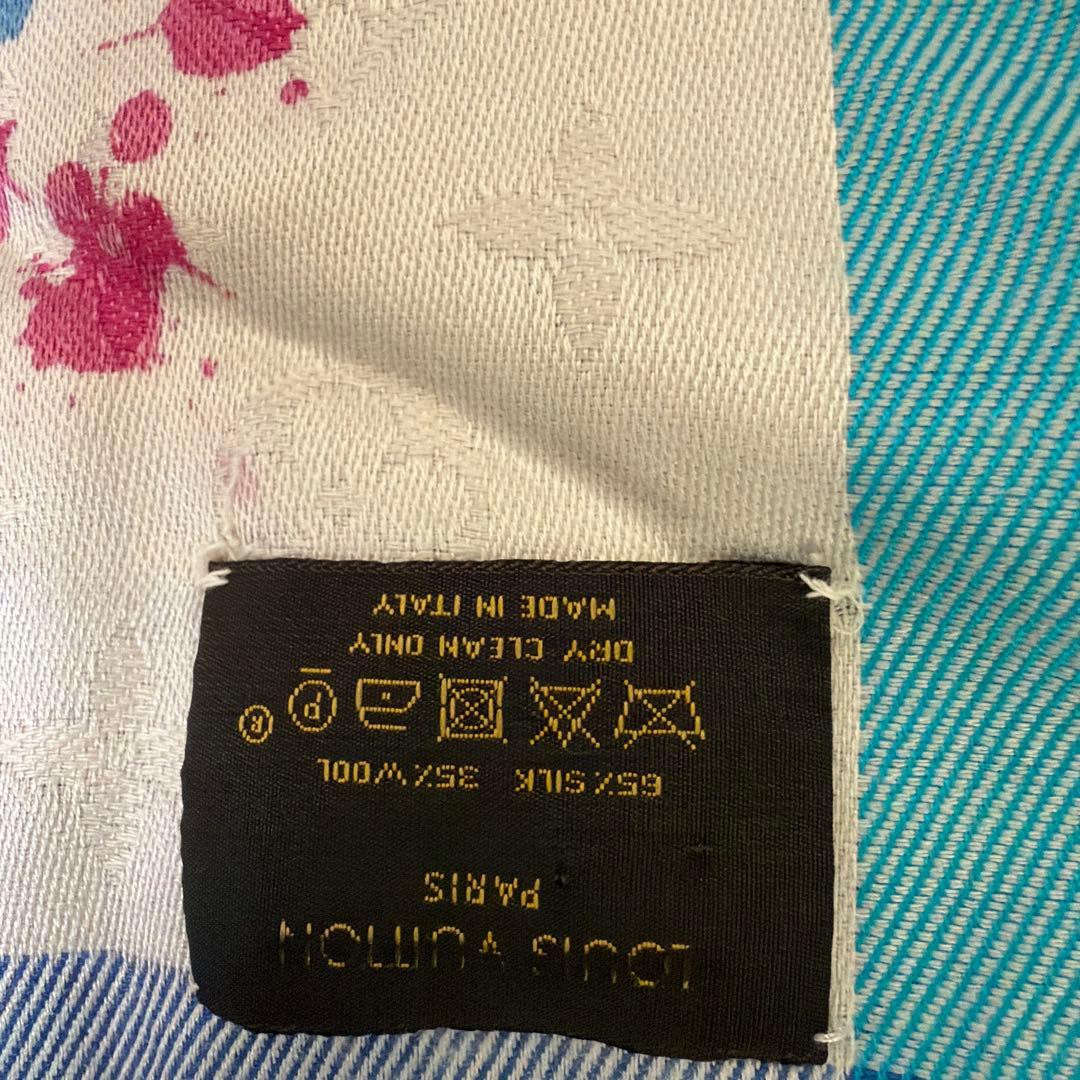 LOUIS VUITTON
PARIS
65% SILK 35% WOOL
P ®
DRY CLEAN ONLY
MADE IN ITALY